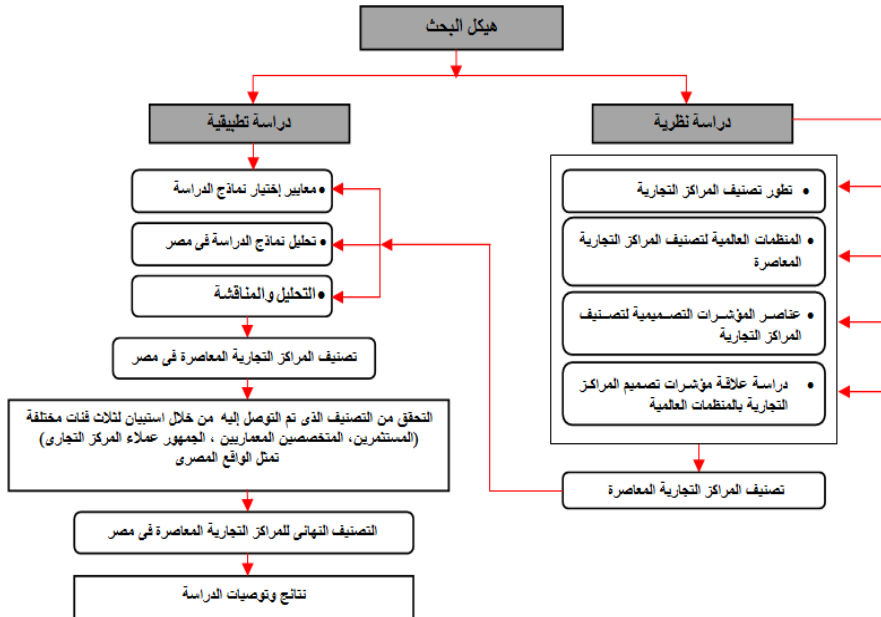 هيكل البحث
دراسة نظرية
• تطور تصنيف المراكز التجارية
• المنظمات العالمية لتصنيف المراكز التجارية
المعاصرة
• عناصر المؤشرات التصميمية لتصنيف
المراكز التجارية
• دراسة علاقة مؤشرات تصميم المراكز
التجارية بالمنظمات العالمية
تصنيف المراكز التجارية المعاصرة
دراسة تطبيقية
• معايير إختيار نماذج الدراسة
• تحليل نماذج الدراسة فى مصر
• التحليل والمناقشة
تصنيف المراكز التجارية المعاصرة فى مصر
التحقق من التصنيف الذى تم التوصل إليه من خلال استبيان لثلاث فئات مختلفة
(المستثمرين، المتخصصين المعماريين ، الجمهور عملاء المركز التجارى)
تمثل الواقع المصرى
التصنيف النهائى للمراكز التجارية المعاصرة فى مصر
نتائج وتوصيات الدراسة